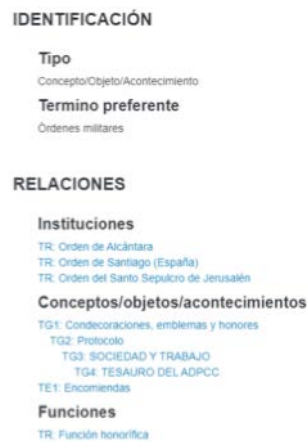 IDENTIFICACIÓN
Tipo
Concepto/Objeto/Acontecimiento
Termino preferente
Órdenes militares
RELACIONES
Instituciones
TR: Orden de Alcántara
TR: Orden de Santiago (España)
TR: Orden del Santo Sepulcro de Jerusalén
Conceptos/objetos/acontecimientos
TG1: Condecoraciones, emblemas y honores
TG2: Protocolo
TG3: SOCIEDAD Y TRABAJO
TG4: TESAURO DEL ADPCC
TE1: Encomiendas
Funciones
TR: Función honorífica